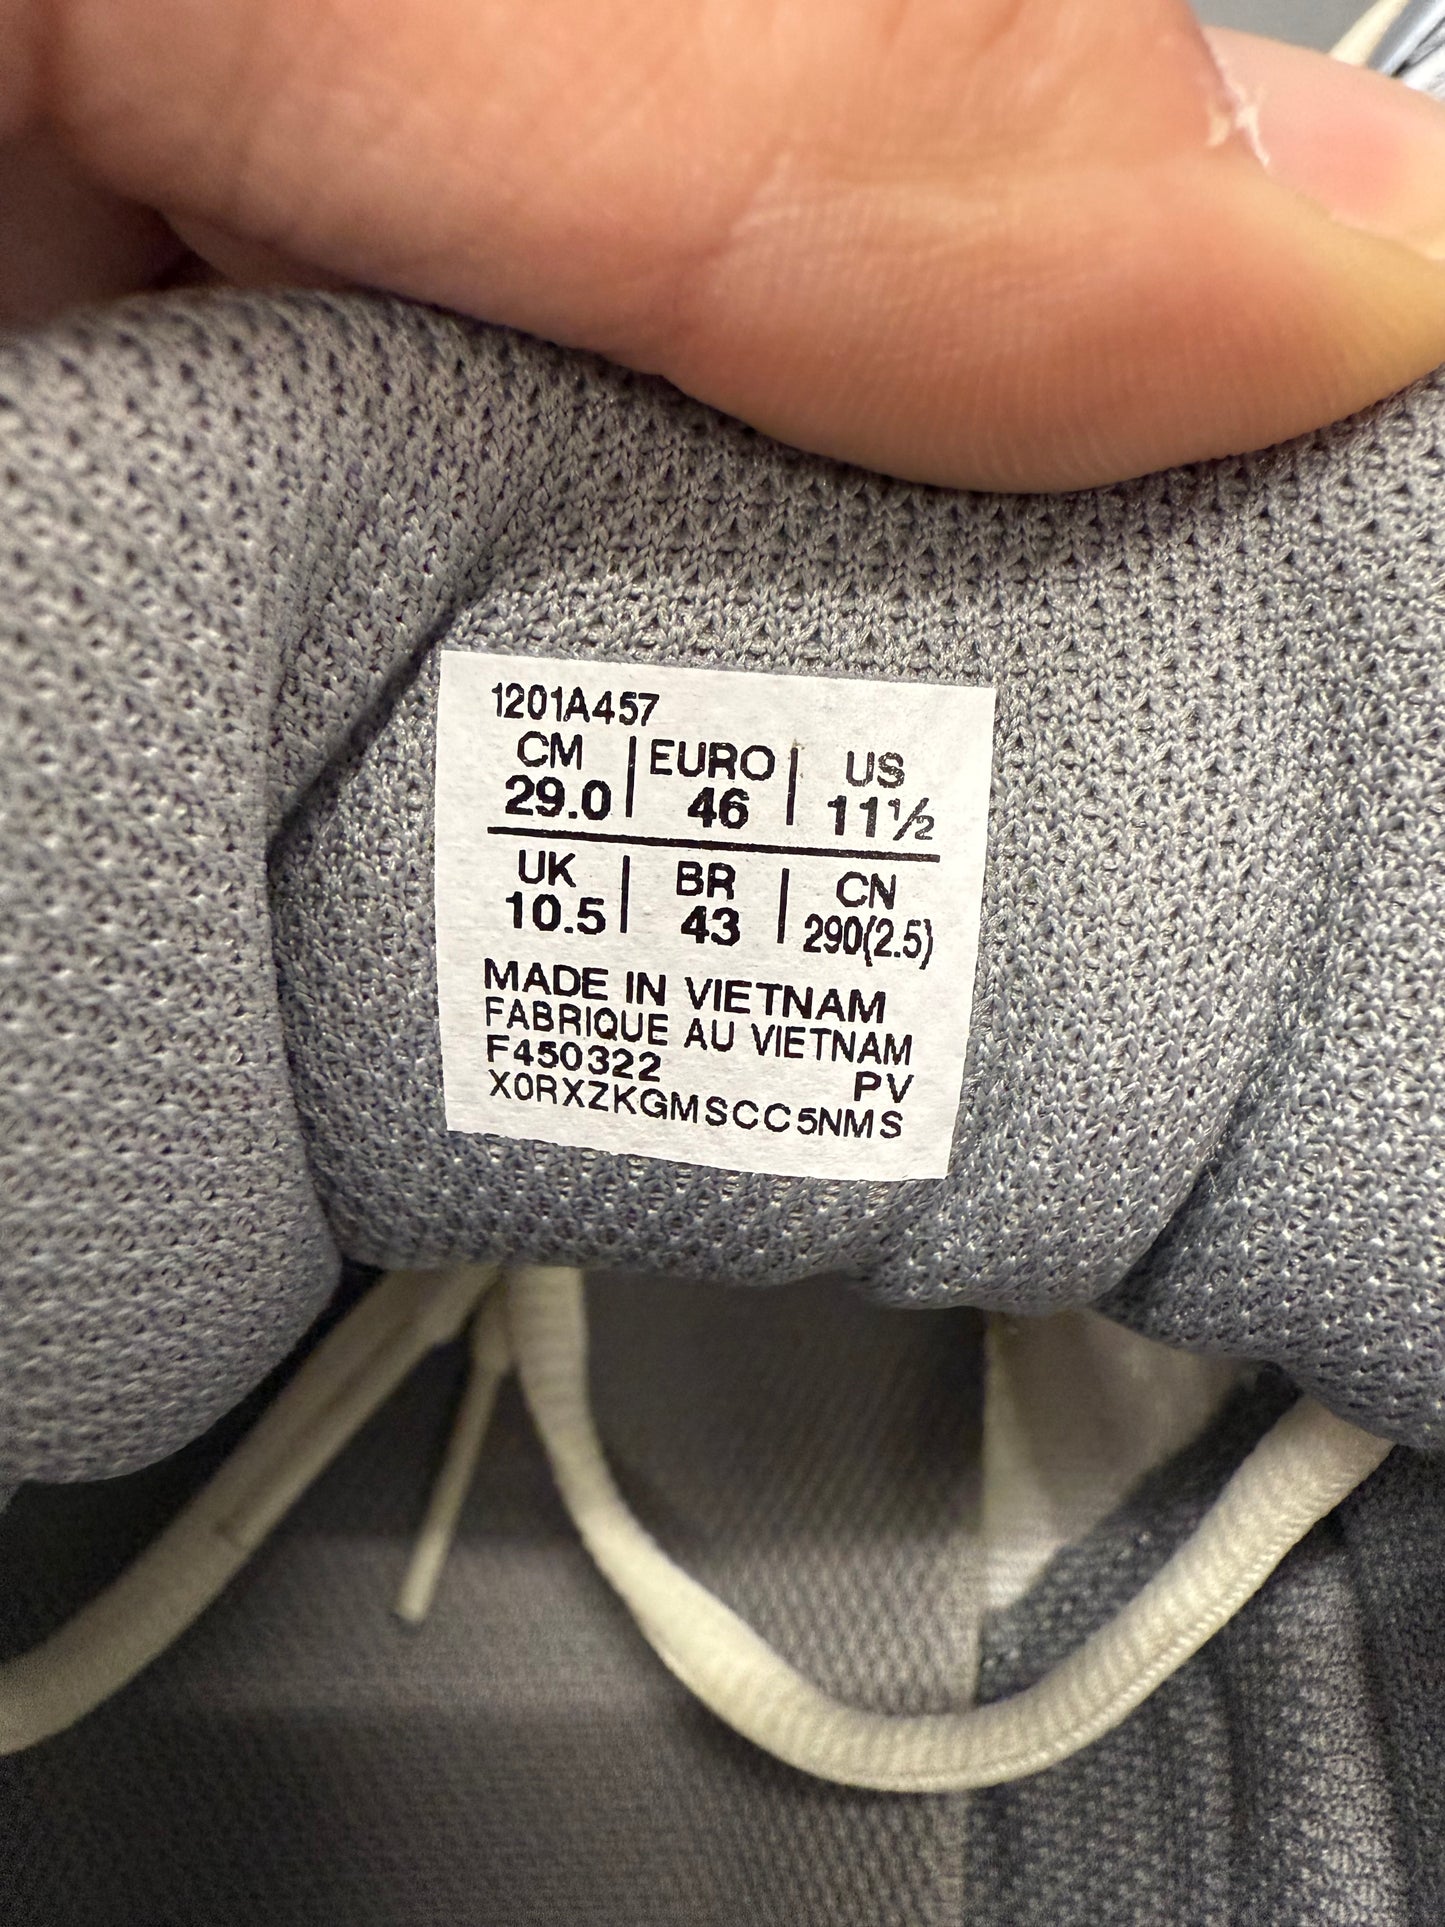 1201A457
CM | EURO | US
29.0 | 46 | 11½
UK | BR | CN
10.5 | 43 | 290(2.5)
MADE IN VIETNAM
FABRIQUE AU VIETNAM
F450322 PV
X0RXZKGMSCC5NMS